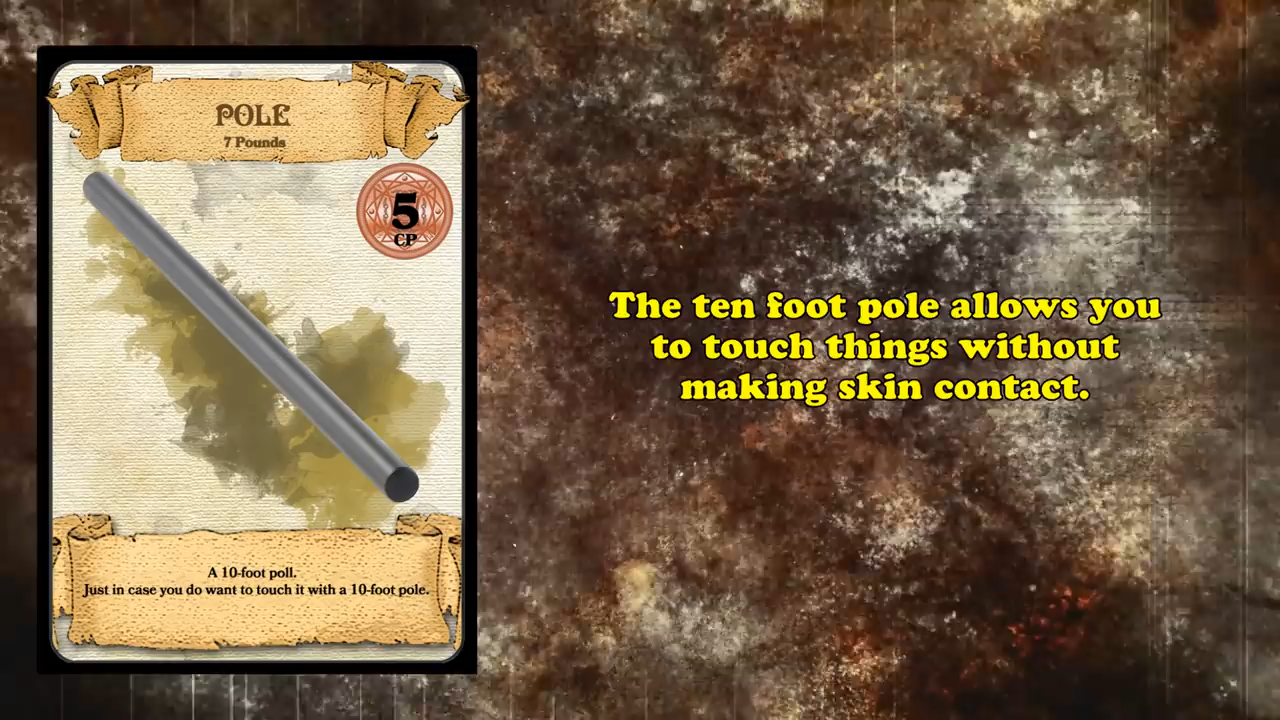 POLE
7 Pounds
5
CP
A 10-foot poll.
Just in case you do want to touch it with a 10-foot pole.
The ten foot pole allows you
to touch things without
making skin contact.